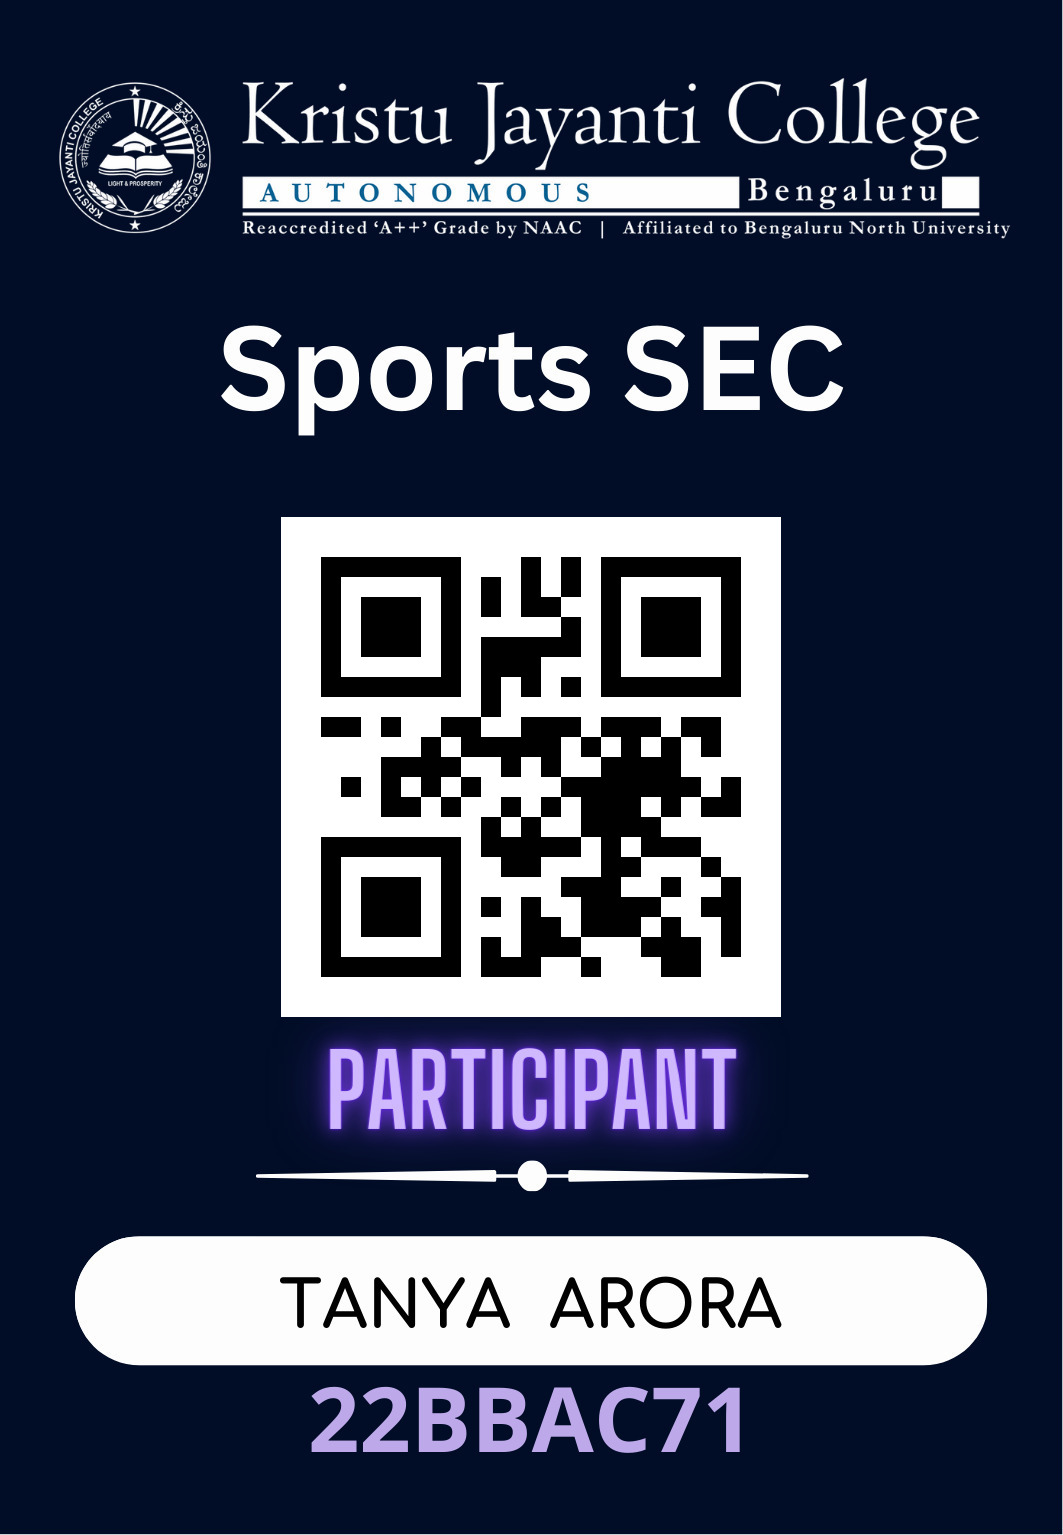 KRISTU JAYANTI COLLEGE
ಕ್ರಿಸ್ತು ಜಯಂತಿ ಕಾಲೇಜು
LIGHT & PROSPERITY
Kristu Jayanti College
AUTONOMOUS Bengaluru
Reaccredited ‘A++’ Grade by NAAC | Affiliated to Bengaluru North University
Sports SEC
PARTICIPANT
TANYA ARORA
22BBAC71